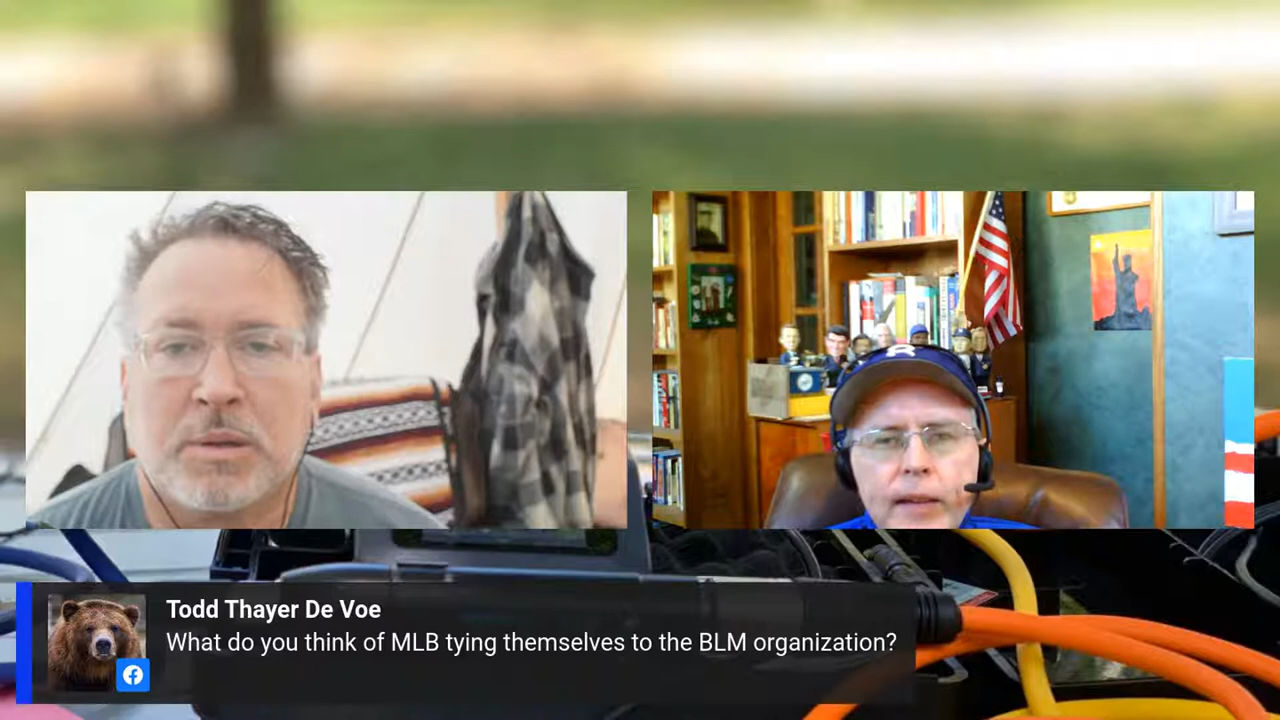 Todd Thayer De Voe
What do you think of MLB tying themselves to the BLM organization?